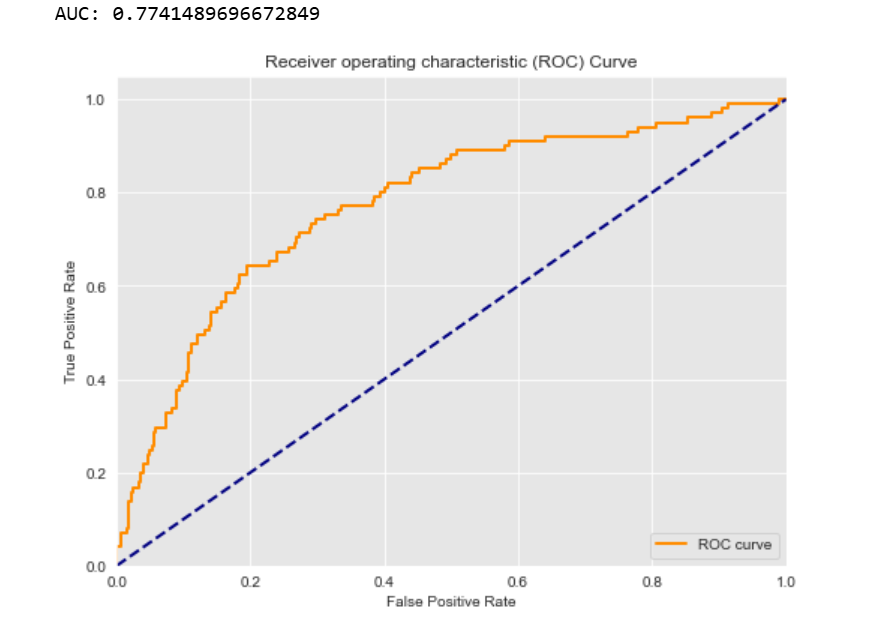 AUC: 0.7741489696672849
Receiver operating characteristic (ROC) Curve
1.0
0.8
0.6
0.4
0.2
0.0
True Positive Rate
ROC curve
0.0 0.2 0.4 0.6 0.8 1.0
False Positive Rate